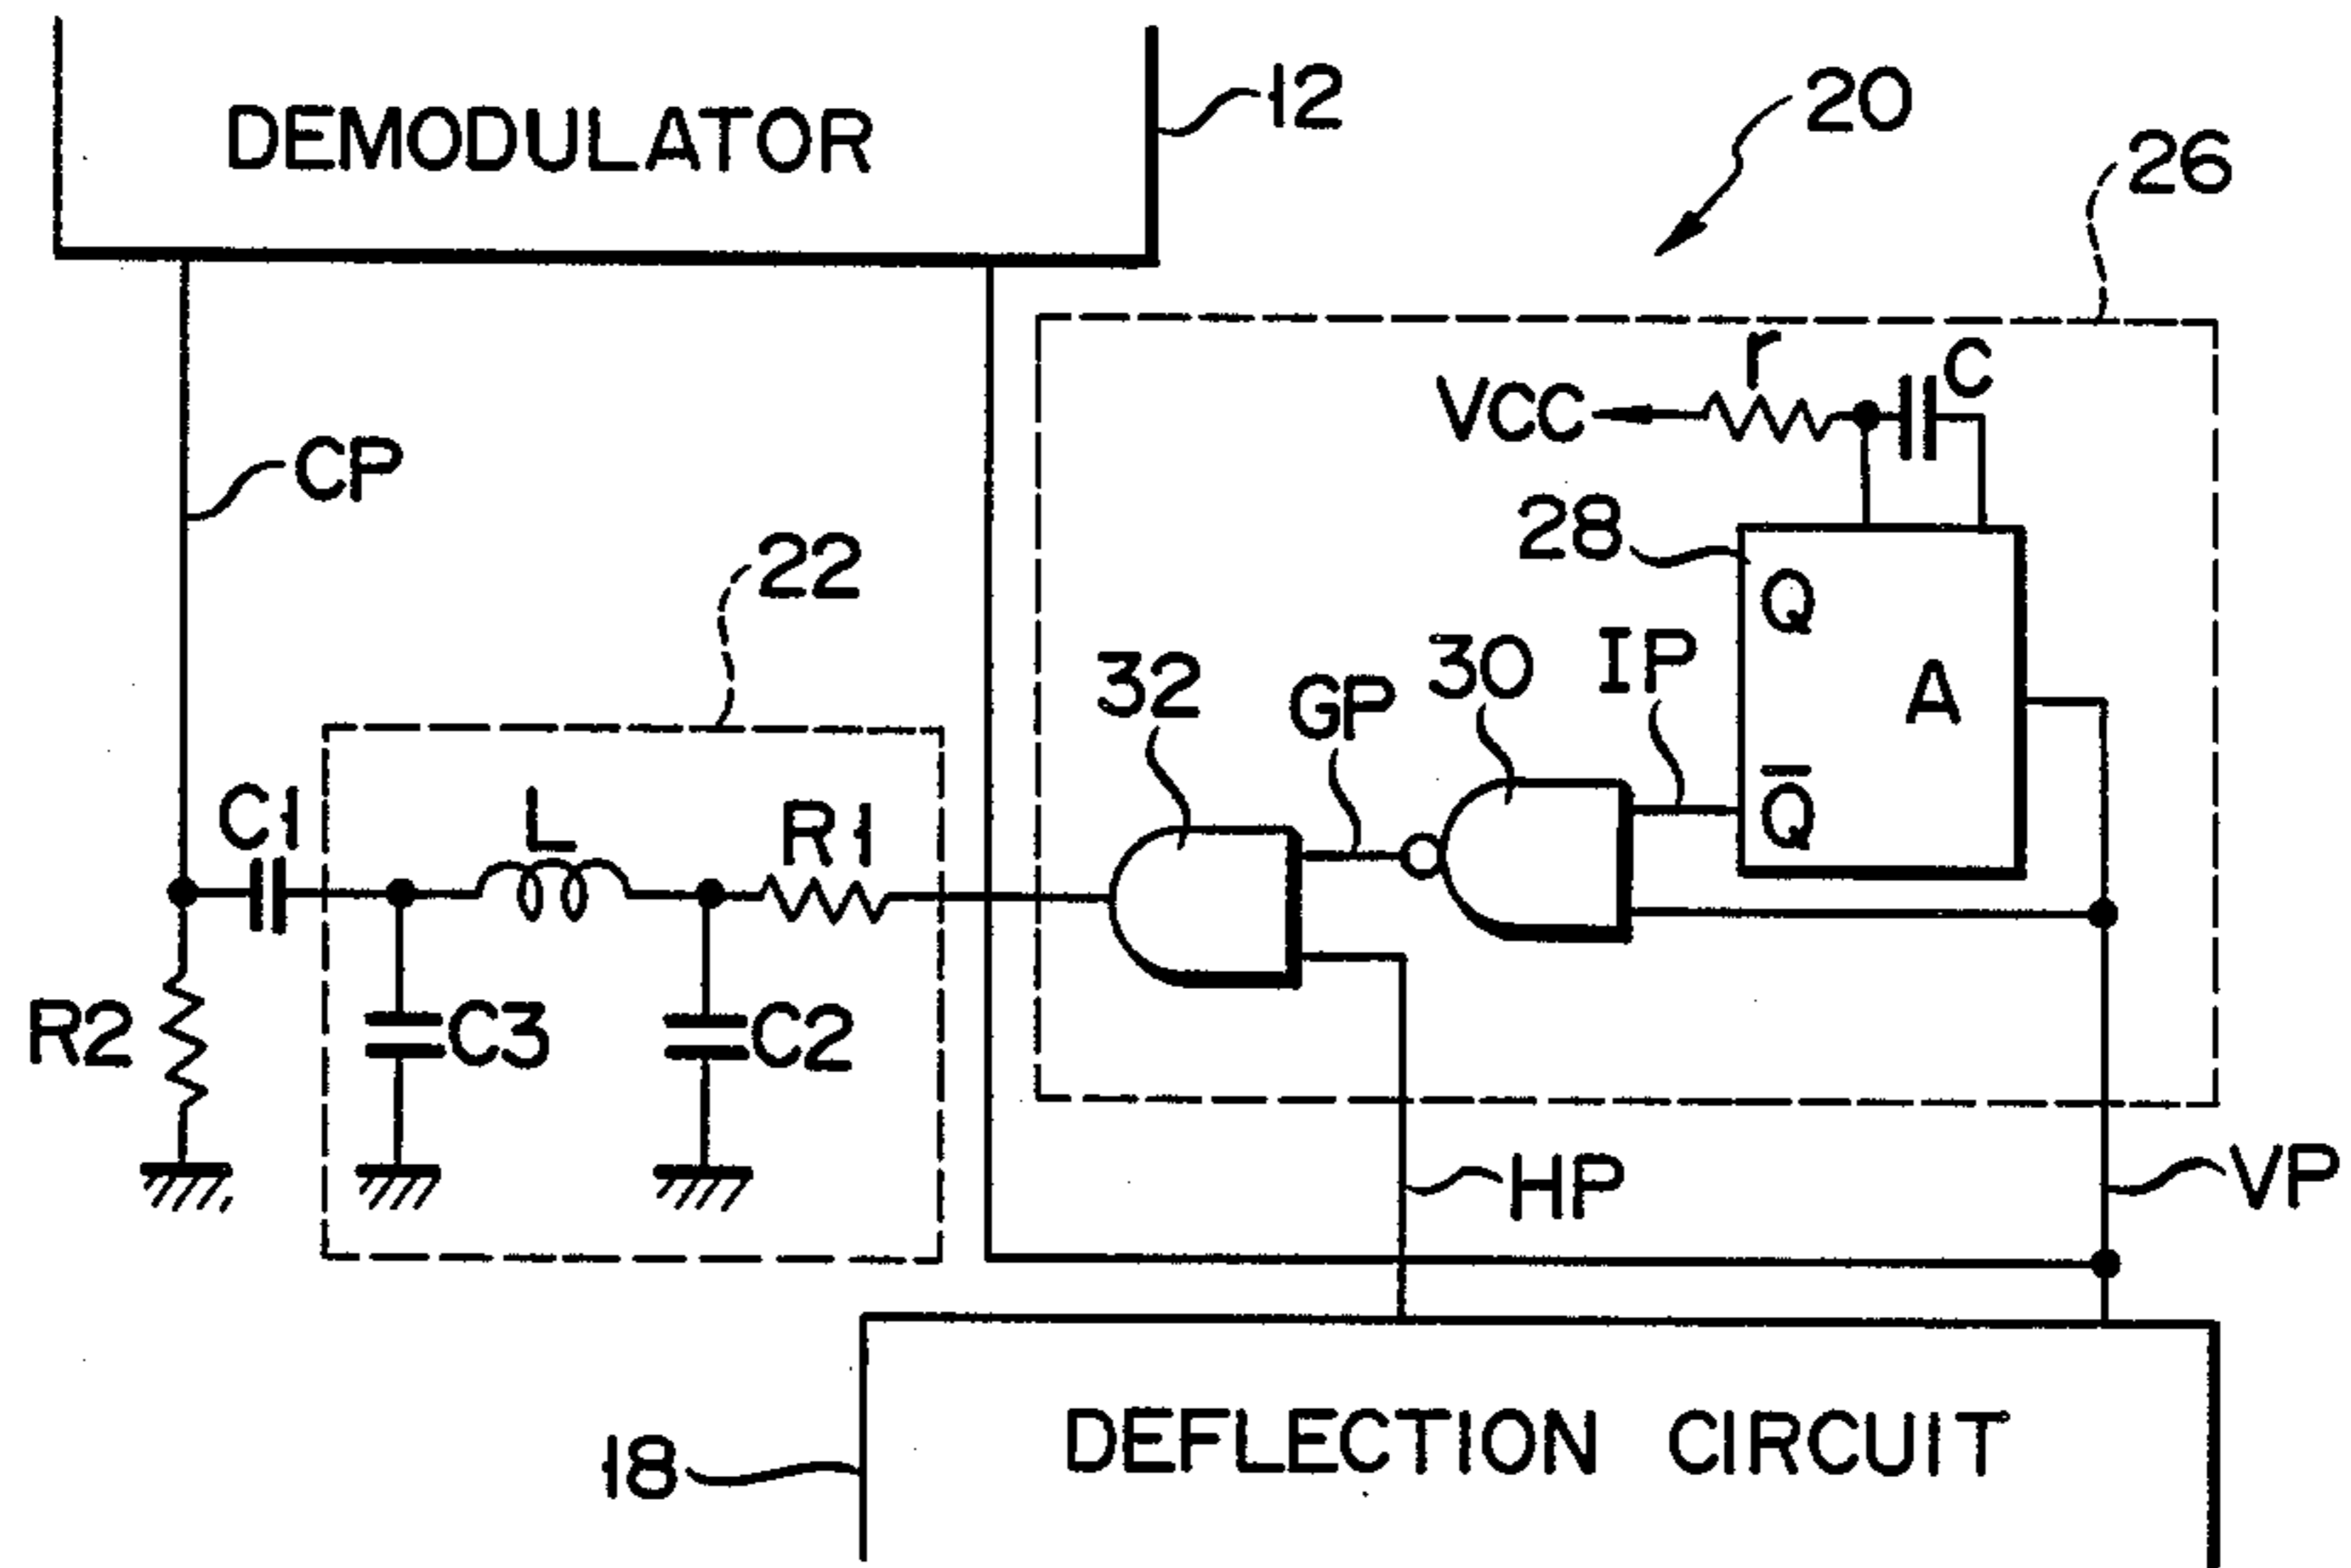 DEMODULATOR
12
20
26
r
C
VCC
CP
28
22
Q
30
IP
32
GP
A
C1
L
R1
Q̅
R2
C3
C2
HP
VP
18
DEFLECTION CIRCUIT